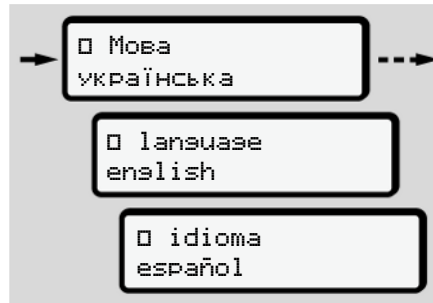 □ Мова
українська
□ language
english
□ idioma
español